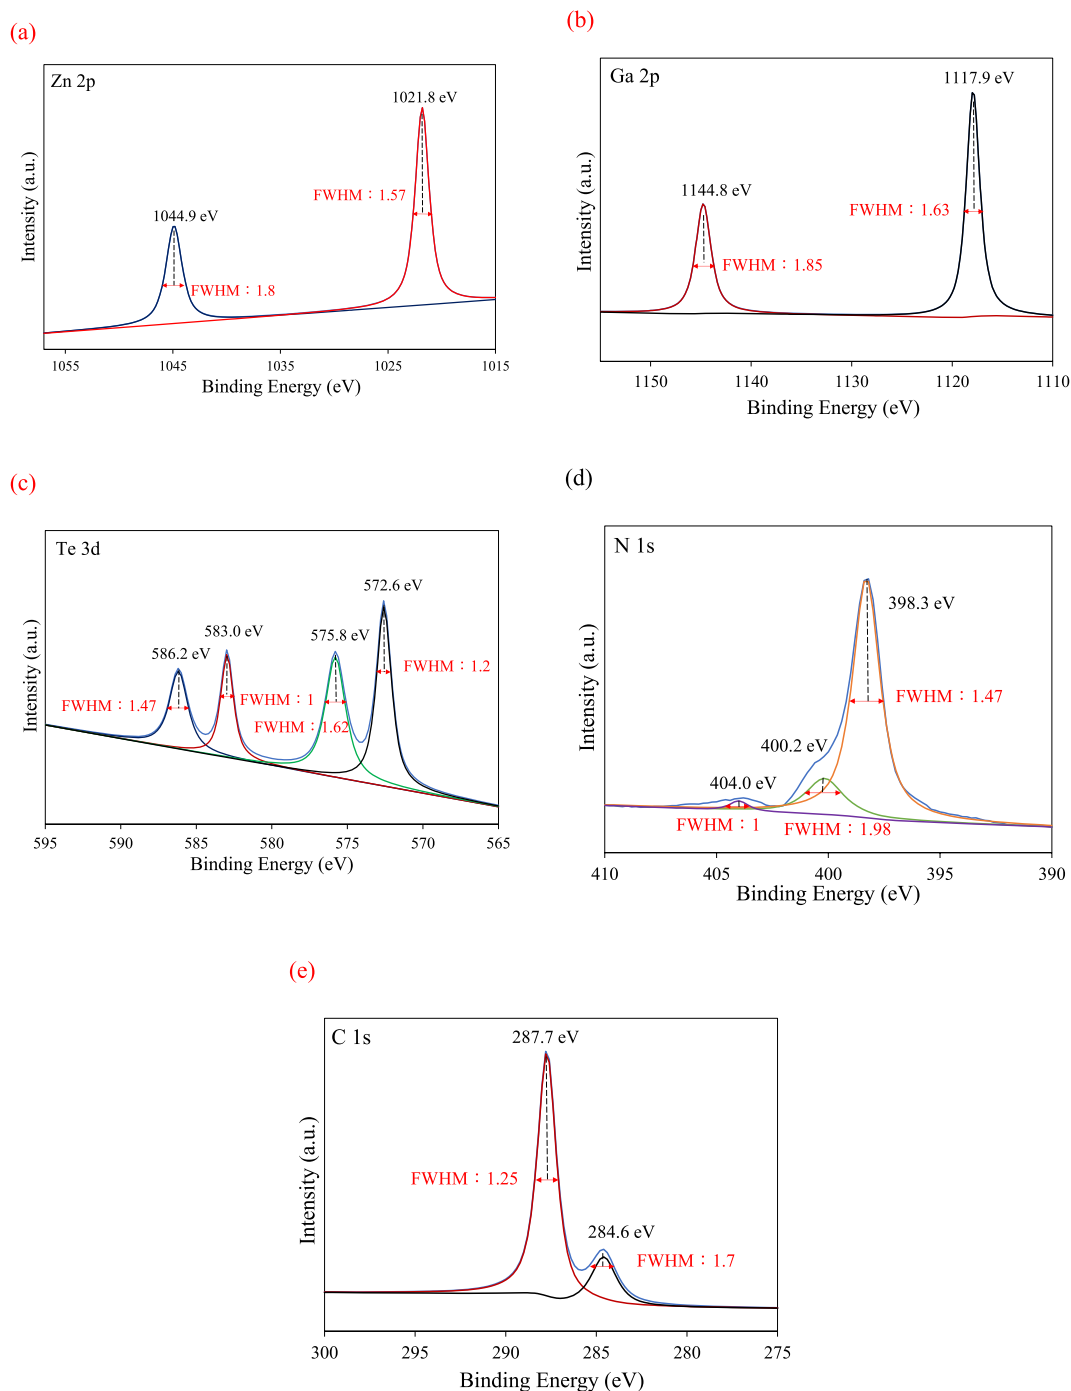 (a)
Zn 2p
1021.8 eV
FWHM：1.57
1044.9 eV
FWHM：1.8
Intensity (a.u.)
1055 1045 1035 1025 1015
Binding Energy (eV)
(b)
Ga 2p
1117.9 eV
1144.8 eV
FWHM：1.63
FWHM：1.85
Intensity (a.u.)
1150 1140 1130 1120 1110
Binding Energy (eV)
(c)
Te 3d
572.6 eV
583.0 eV
575.8 eV
586.2 eV
FWHM：1.2
FWHM：1.47
FWHM：1
FWHM：1.62
Intensity (a.u.)
595 590 585 580 575 570 565
Binding Energy (eV)
(d)
N 1s
398.3 eV
FWHM：1.47
400.2 eV
404.0 eV
FWHM：1
FWHM：1.98
Intensity (a.u.)
410 405 400 395 390
Binding Energy (eV)
(e)
C 1s
287.7 eV
FWHM：1.25
284.6 eV
FWHM：1.7
Intensity (a.u.)
300 295 290 285 280 275
Binding Energy (eV)